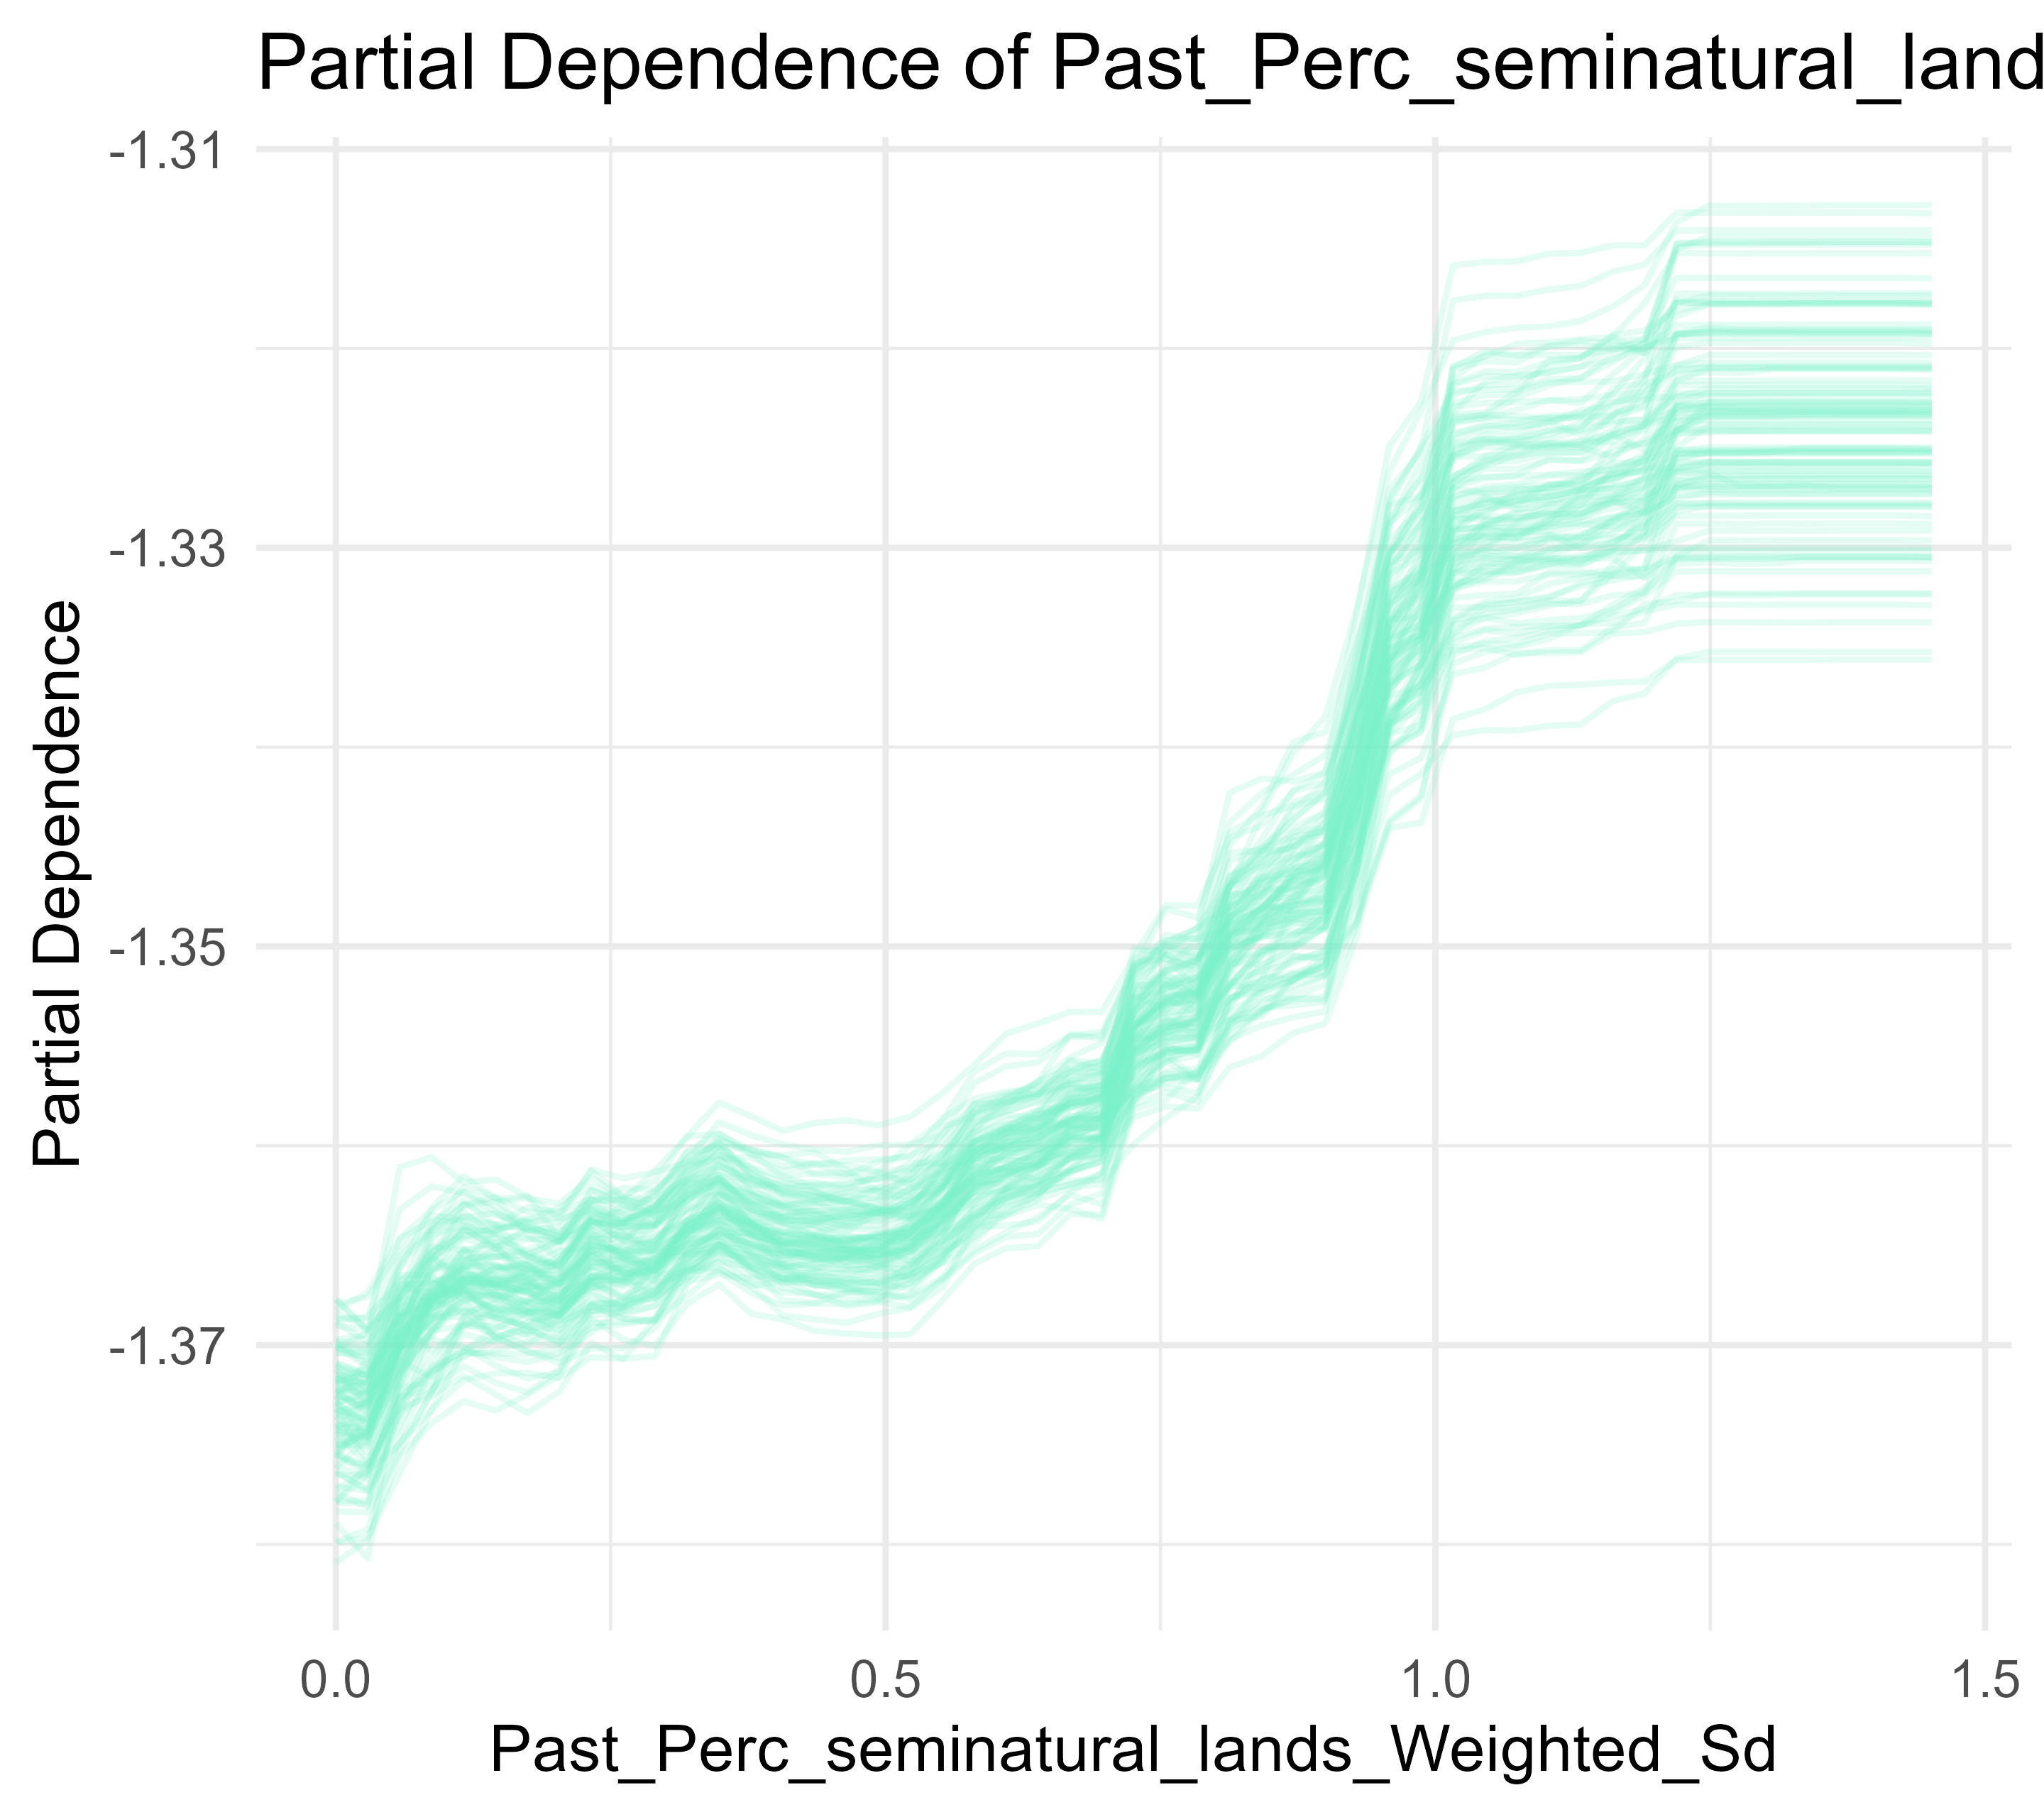 Partial Dependence of Past_Perc_seminatural_land
-1.31
-1.33
-1.35
-1.37
Partial Dependence
0.0 0.5 1.0 1.5
Past_Perc_seminatural_lands_Weighted_Sd